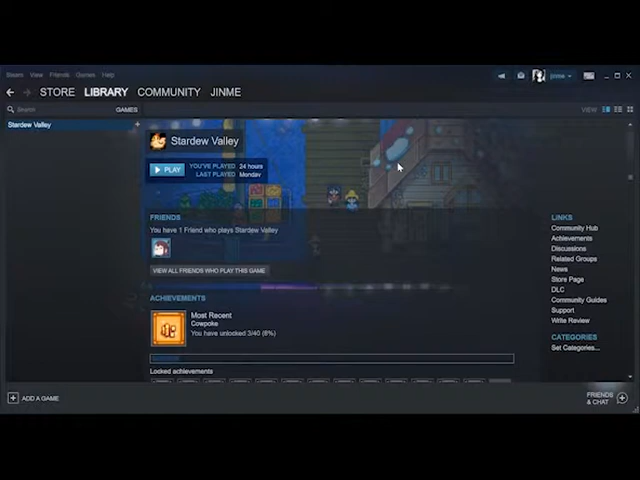 Steam View Friends Games Help
jinme
STORE LIBRARY COMMUNITY JINME
Search GAMES
VIEW
Stardew Valley +
Stardew Valley
PLAY
YOU'VE PLAYED 24 hours
LAST PLAYED Monday
FRIENDS
You have 1 Friend who plays Stardew Valley
VIEW ALL FRIENDS WHO PLAY THIS GAME
ACHIEVEMENTS
Most Recent
Cowpoke
You have unlocked 3/40 (8%)
Locked achievements
LINKS
Community Hub
Achievements
Discussions
Related Groups
News
Store Page
DLC
Community Guides
Support
Write Review
CATEGORIES
Set Categories...
+ ADD A GAME
FRIENDS
& CHAT